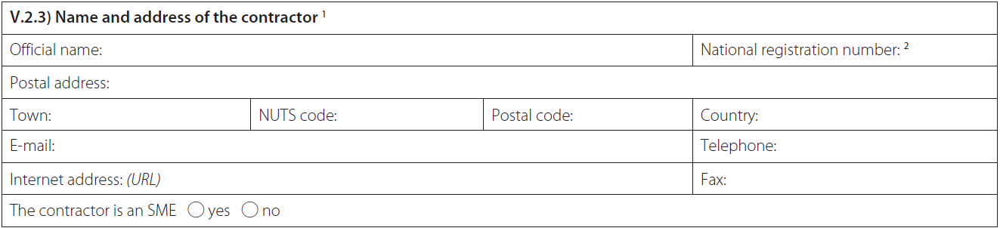 V.2.3) Name and address of the contractor 1
Official name: National registration number: 2
Postal address:
Town: NUTS code: Postal code: Country:
E-mail: Telephone:
Internet address: (URL) Fax:
The contractor is an SME ◯ yes ◯ no